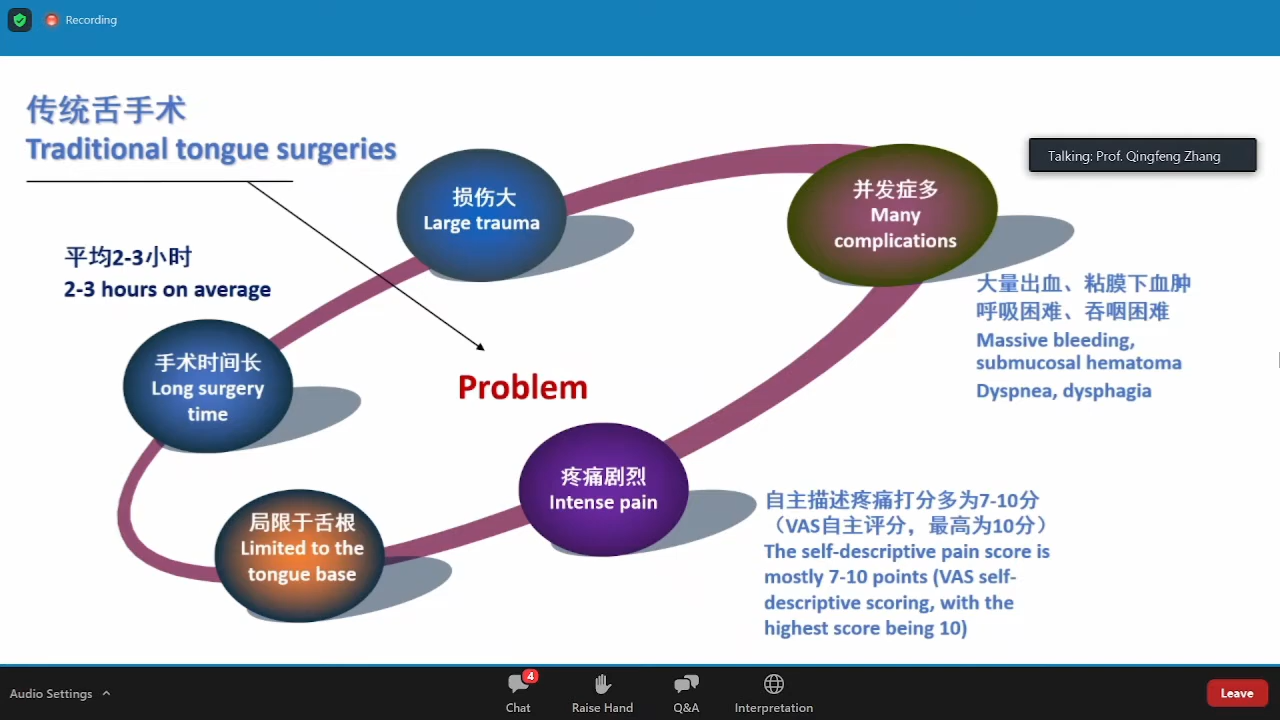 Recording
传统舌手术
Traditional tongue surgeries
Talking: Prof. Qingfeng Zhang
损伤大
Large trauma
并发症多
Many
complications
平均2-3小时
2-3 hours on average
大量出血、粘膜下血肿
呼吸困难、吞咽困难
Massive bleeding,
submucosal hematoma
Dyspnea, dysphagia
手术时间长
Long surgery
time
Problem
疼痛剧烈
Intense pain
自主描述疼痛打分多为7-10分
（VAS自主评分，最高为10分）
The self-descriptive pain score is
mostly 7-10 points (VAS self-
descriptive scoring, with the
highest score being 10)
局限于舌根
Limited to the
tongue base
Audio Settings
4
Chat
Raise Hand
Q&A
Interpretation
Leave